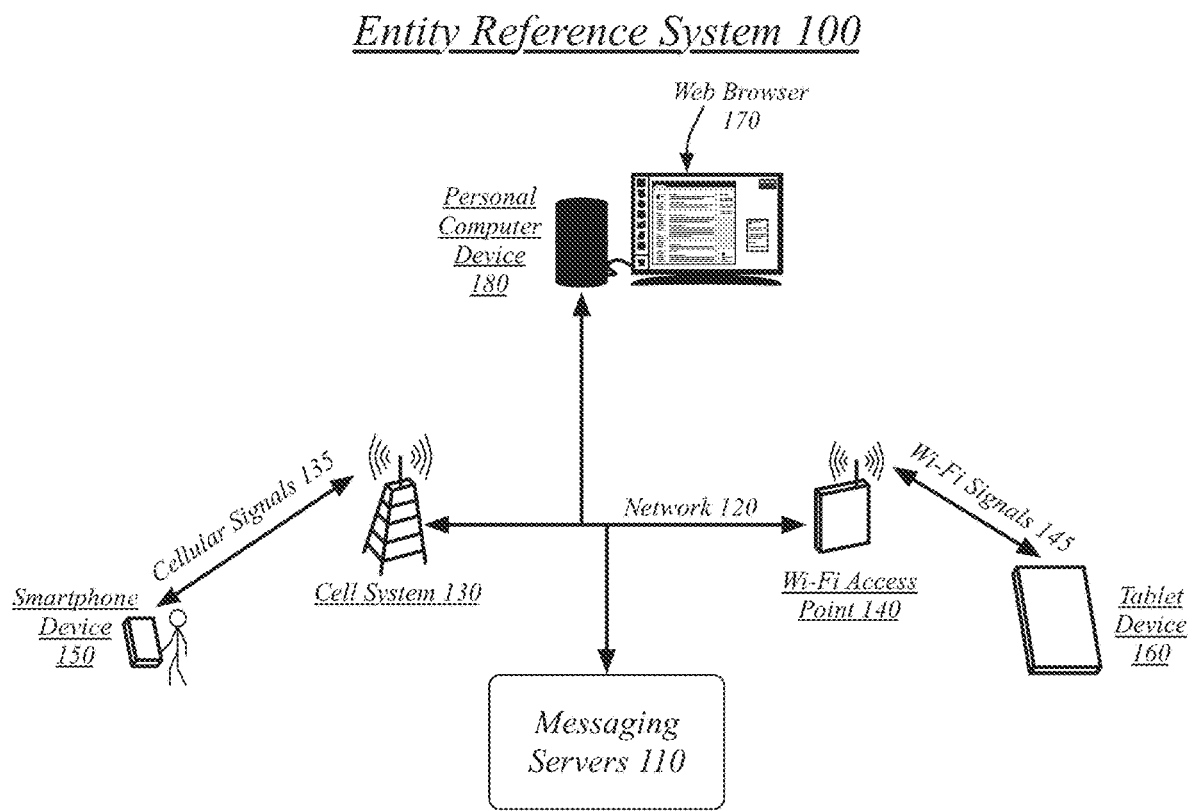 Entity Reference System 100
Web Browser
170
Personal
Computer
Device
180
Cellular Signals 135
Wi-Fi Signals 145
Network 120
Cell System 130
Wi-Fi Access
Point 140
Smartphone
Device
150
Tablet
Device
160
Messaging
Servers 110